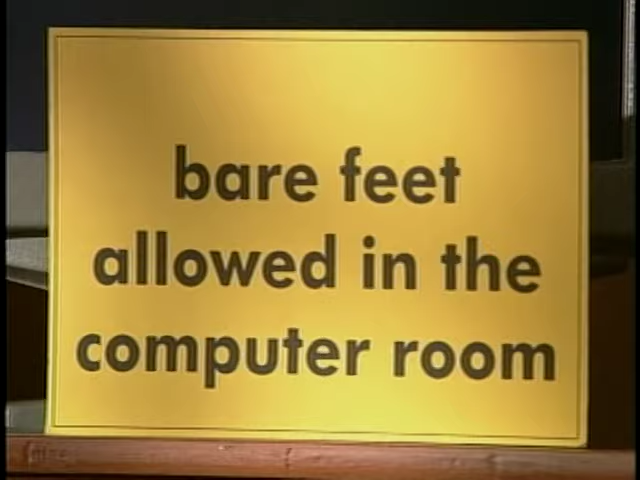 bare feet
allowed in the
computer room